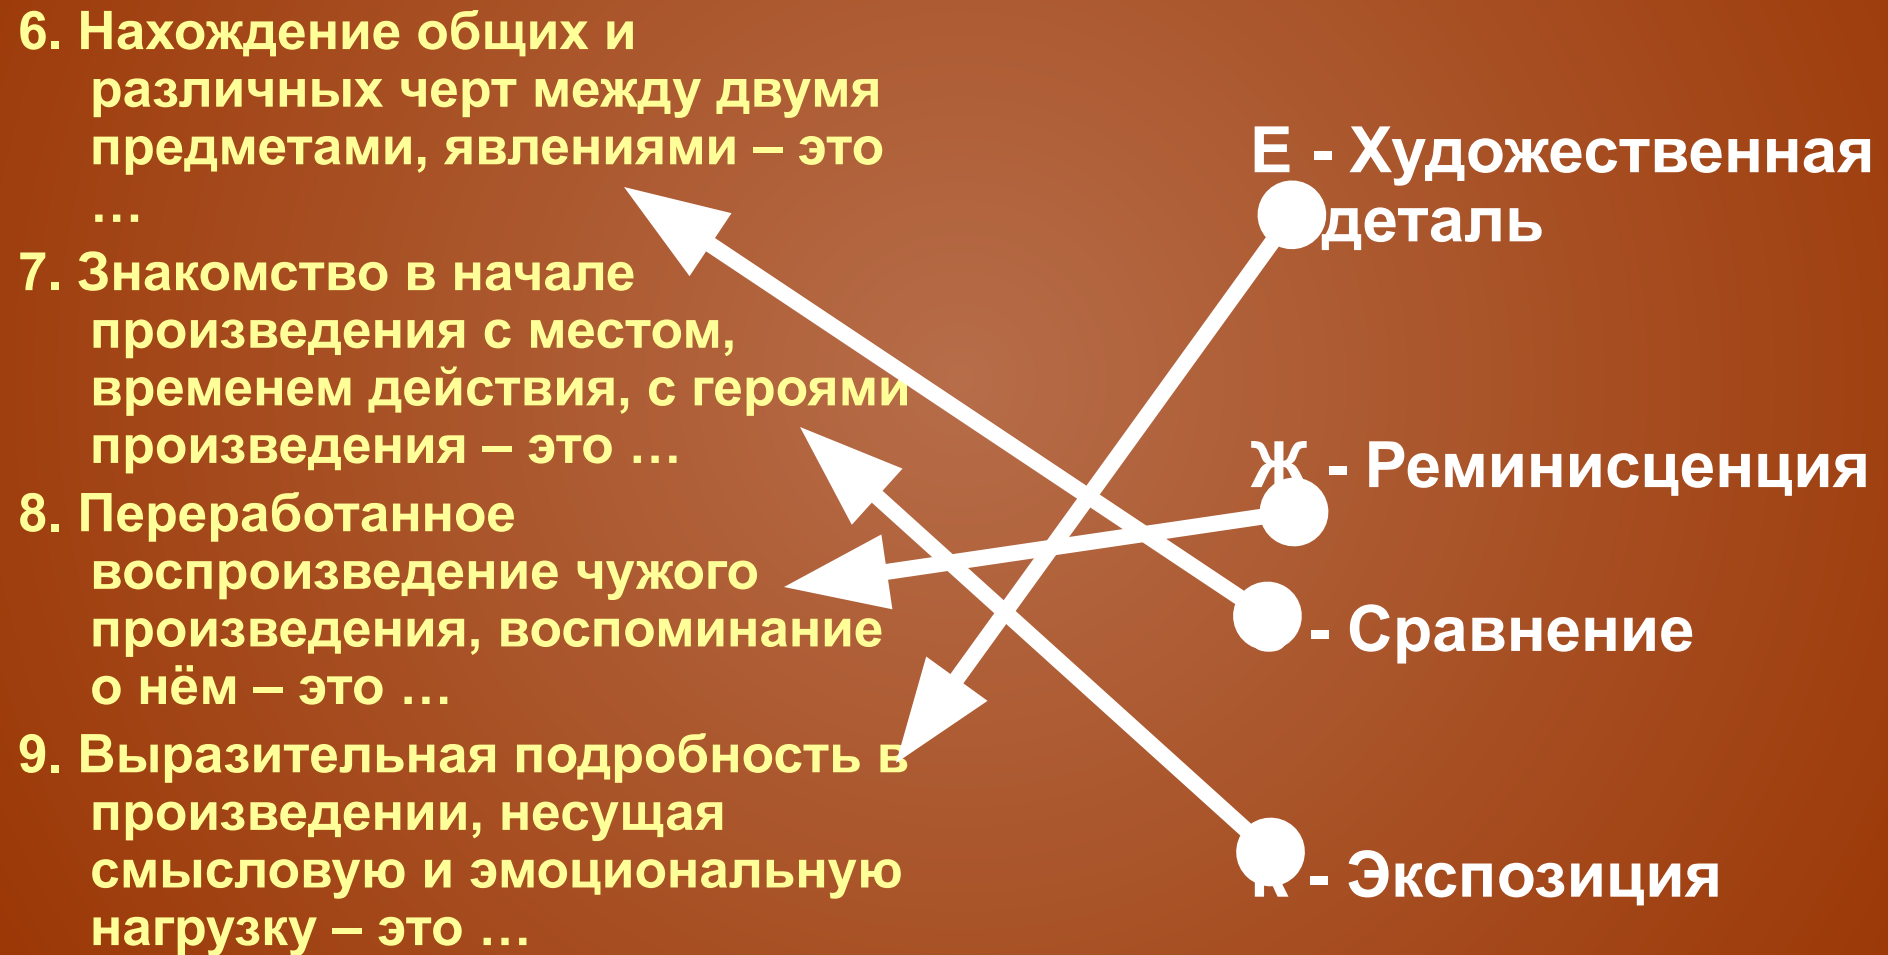 6. Нахождение общих и
различных черт между двумя
предметами, явлениями – это
…
7. Знакомство в начале
произведения с местом,
временем действия, с героями
произведения – это …
8. Переработанное
воспроизведение чужого
произведения, воспоминание
о нём – это …
9. Выразительная подробность в
произведении, несущая
смысловую и эмоциональную
нагрузку – это …
Е - Художественная
деталь
Ж - Реминисценция
- Сравнение
К - Экспозиция